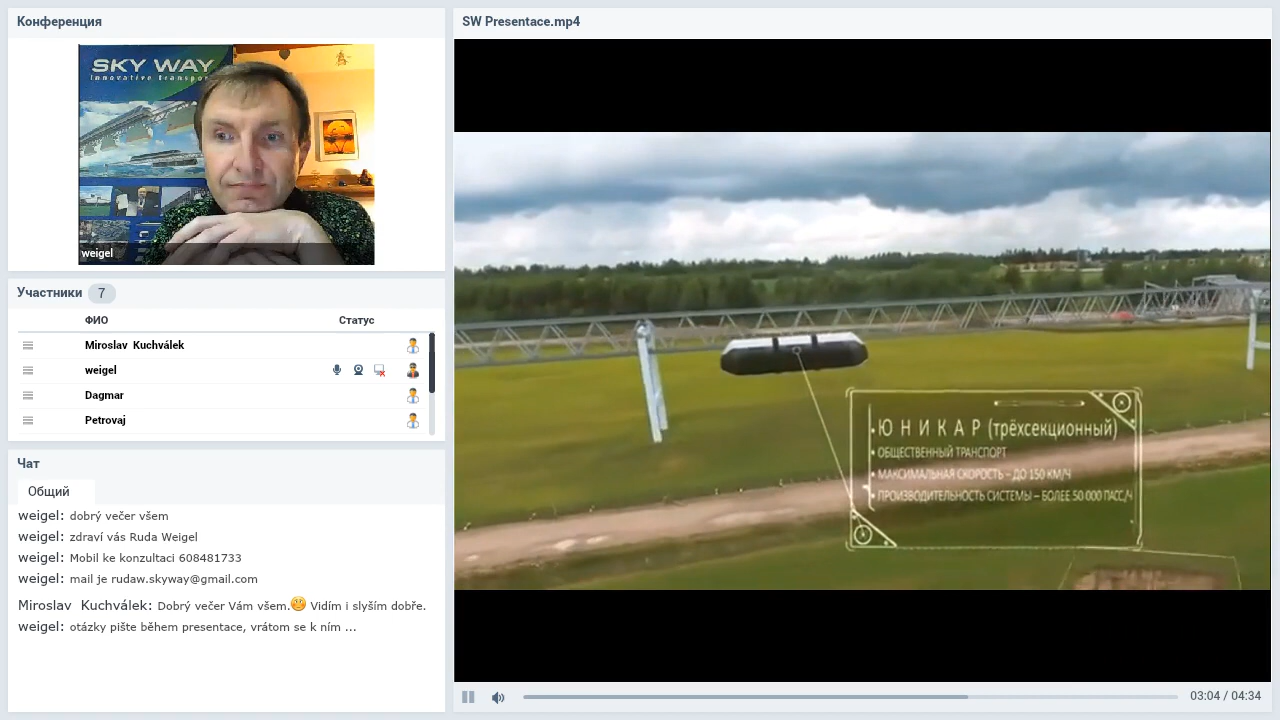 Конференция
SKY WAY
Innovative Transpor
weigel
Участники 7
ФИО Статус
Miroslav Kuchválek
weigel
Dagmar
Petrovaj
Чат
Общий
weigel: dobrý večer všem
weigel: zdraví vás Ruda Weigel
weigel: Mobil ke konzultaci 608481733
weigel: mail je rudaw.skyway@gmail.com
Miroslav Kuchválek: Dobrý večer Vám všem. Vidím i slyším dobře.
weigel: otázky pište během presentace, vrátom se k ním ...
SW Presentace.mp4
ЮНИКАР (трёхсекционный)
ОБЩЕСТВЕННЫЙ ТРАНСПОРТ
МАКСИМАЛЬНАЯ СКОРОСТЬ – ДО 150 КМ/Ч
ПРОИЗВОДИТЕЛЬНОСТЬ СИСТЕМЫ – БОЛЕЕ 50 000 ПАСС/Ч
03:04 / 04:34